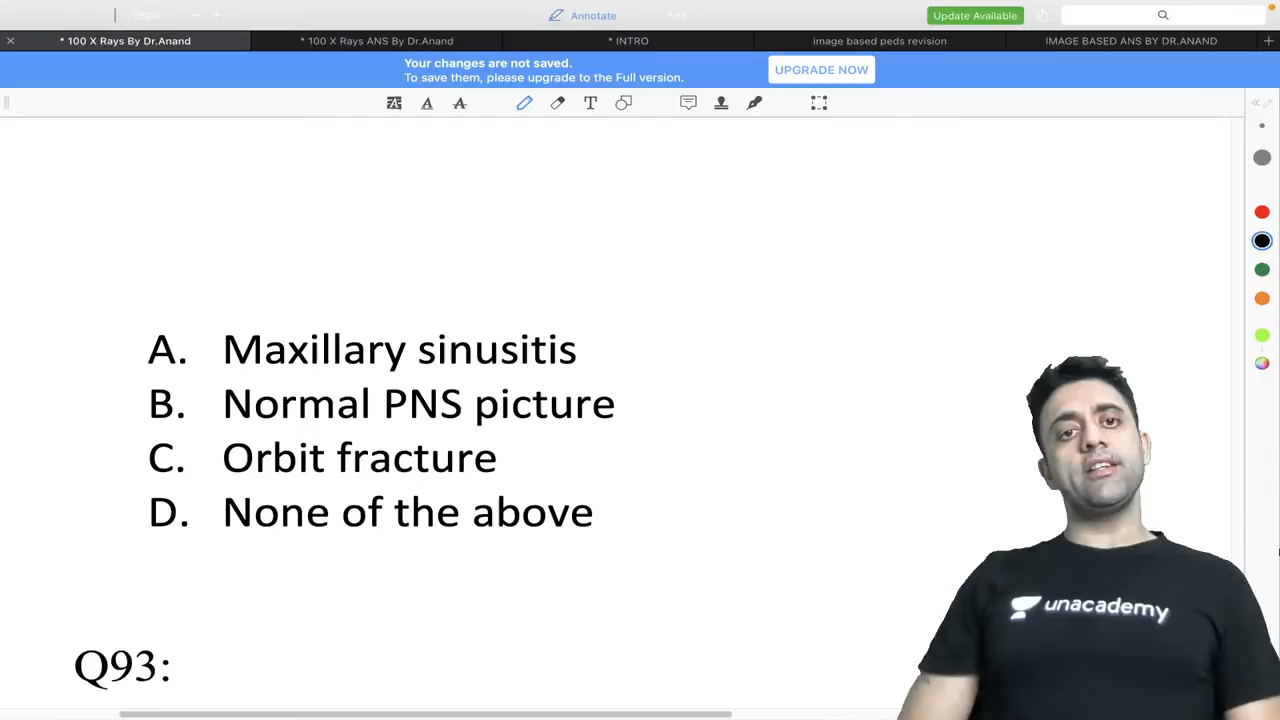 Annotate
Update Available
* 100 X Rays By Dr.Anand
* 100 X Rays ANS By Dr.Anand
* INTRO
image based peds revision
IMAGE BASED ANS BY DR.ANAND
Your changes are not saved.
To save them, please upgrade to the Full version.
UPGRADE NOW
A. Maxillary sinusitis
B. Normal PNS picture
C. Orbit fracture
D. None of the above
unacademy
Q93: